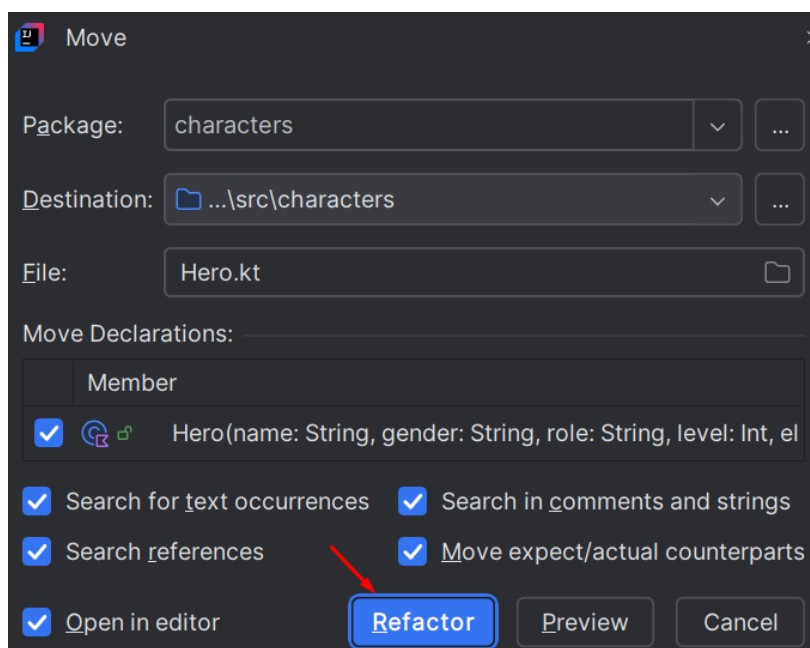 Move
Package: characters ...
Destination: ...\src\characters ...
File: Hero.kt
Move Declarations:
Member
Hero(name: String, gender: String, role: String, level: Int, el
Search for text occurrences Search in comments and strings
Search references Move expect/actual counterparts
Open in editor Refactor Preview Cancel